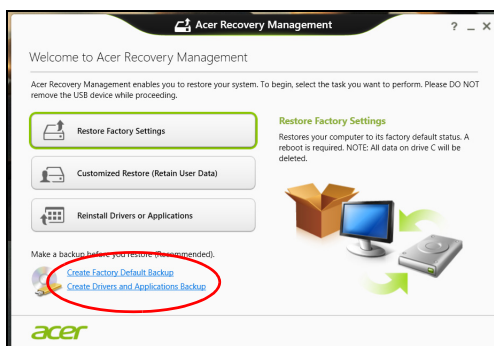 Acer Recovery Management
Welcome to Acer Recovery Management
Acer Recovery Management enables you to restore your system. To begin, select the task you want to perform. Please DO NOT
remove the USB device while proceeding.
Restore Factory Settings
Customized Restore (Retain User Data)
Reinstall Drivers or Applications
Restore Factory Settings
Restores your computer to its factory default status. A
reboot is required. NOTE: All data on drive C will be
deleted.
Make a backup before you restore (Recommended).
Create Factory Default Backup
Create Drivers and Applications Backup
acer